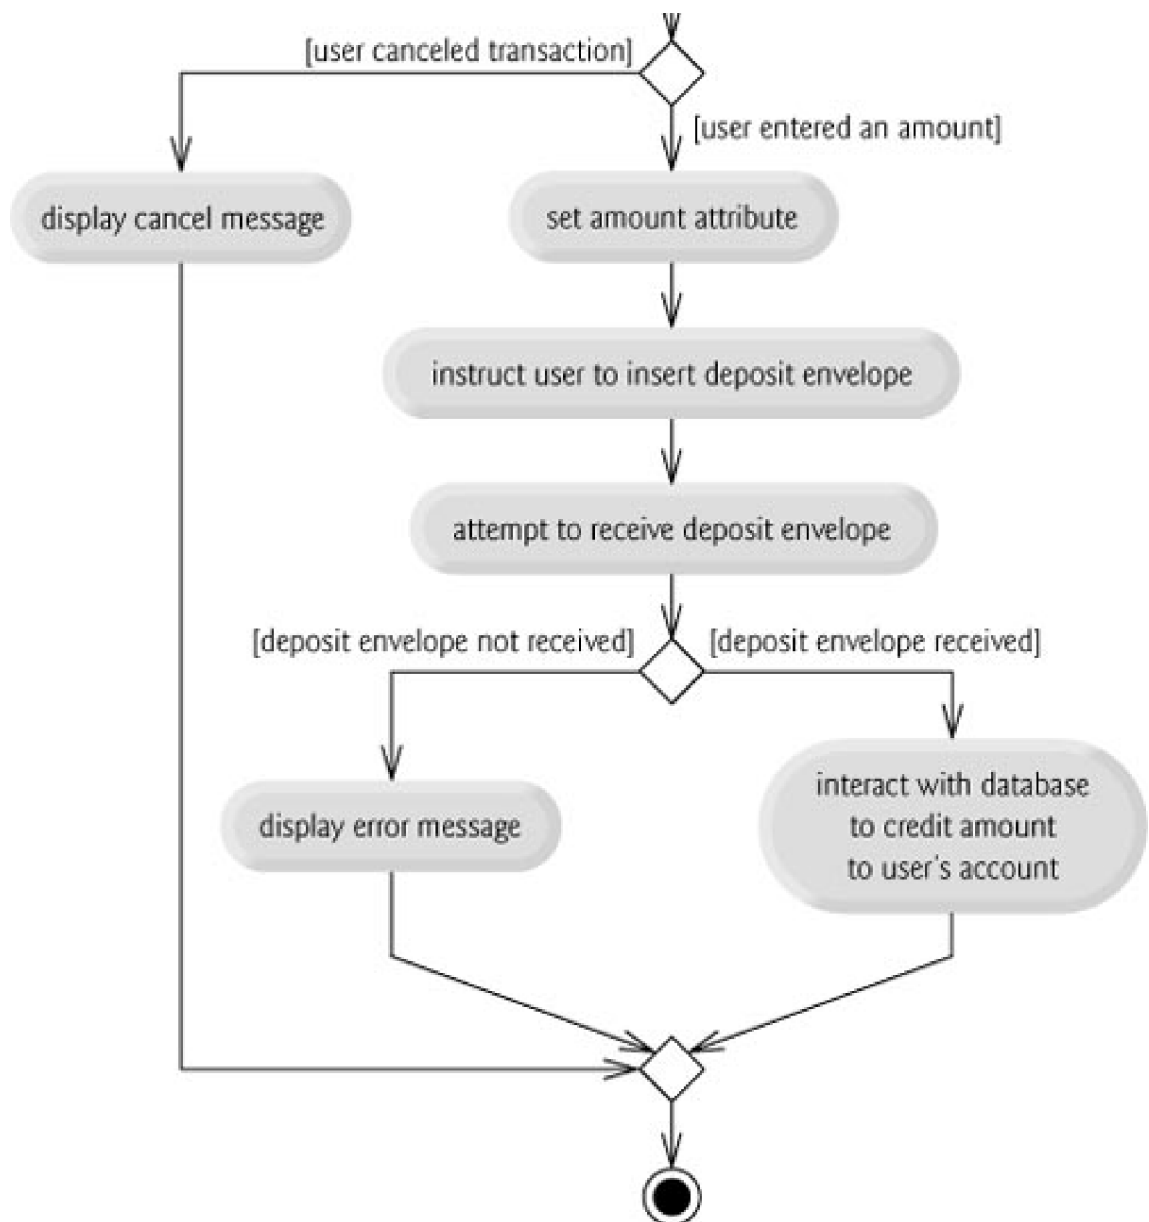 [user canceled transaction]
[user entered an amount]
display cancel message
set amount attribute
instruct user to insert deposit envelope
attempt to receive deposit envelope
[deposit envelope not received]
[deposit envelope received]
display error message
interact with database
to credit amount
to user's account